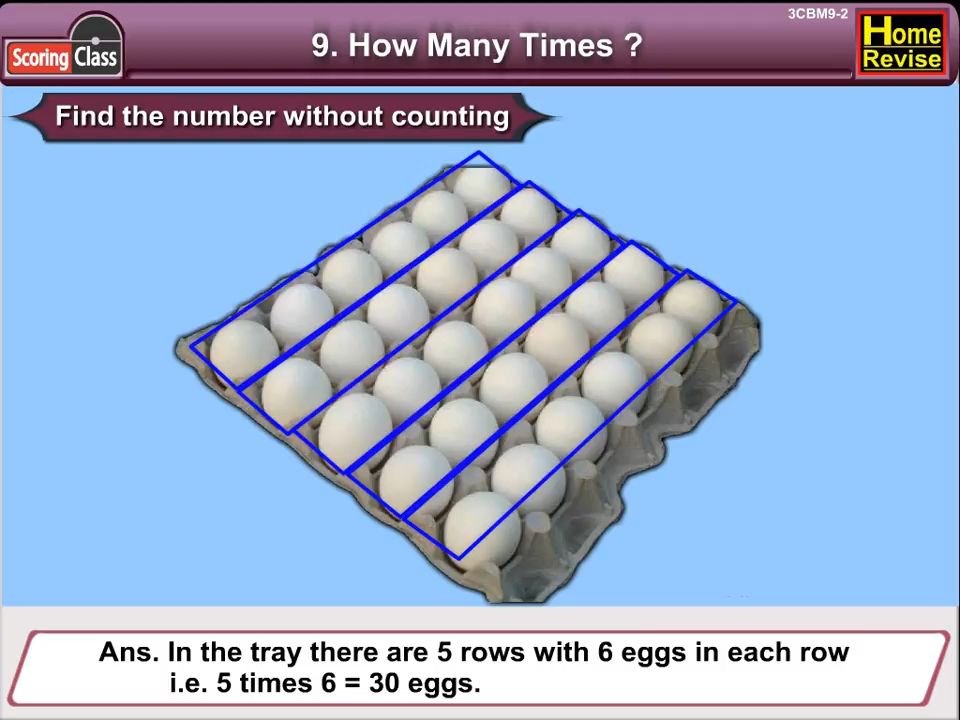 3CBM9-2
Scoring Class
9. How Many Times ?
Home
Revise
Find the number without counting
Ans. In the tray there are 5 rows with 6 eggs in each row
i.e. 5 times 6 = 30 eggs.